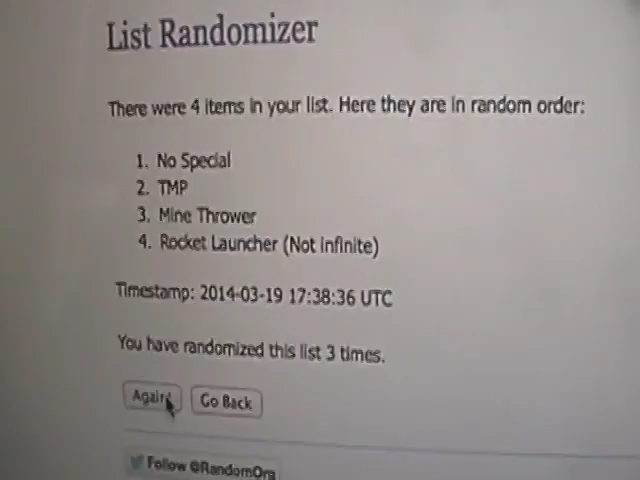 List Randomizer
There were 4 items in your list. Here they are in random order:
1. No Special
2. TMP
3. Mine Thrower
4. Rocket Launcher (Not Infinite)
Timestamp: 2014-03-19 17:38:36 UTC
You have randomized this list 3 times.
Again! Go Back
Follow @RandomOrg